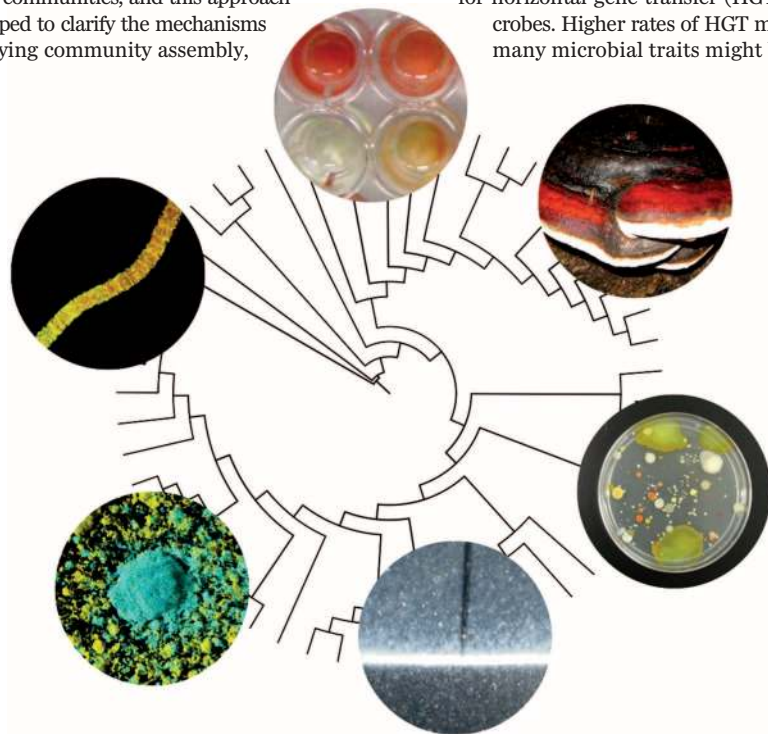 communities, and this approach
ped to clarify the mechanisms
ying community assembly,
for horizontal gene transfer (HGT
crobes. Higher rates of HGT m
many microbial traits might